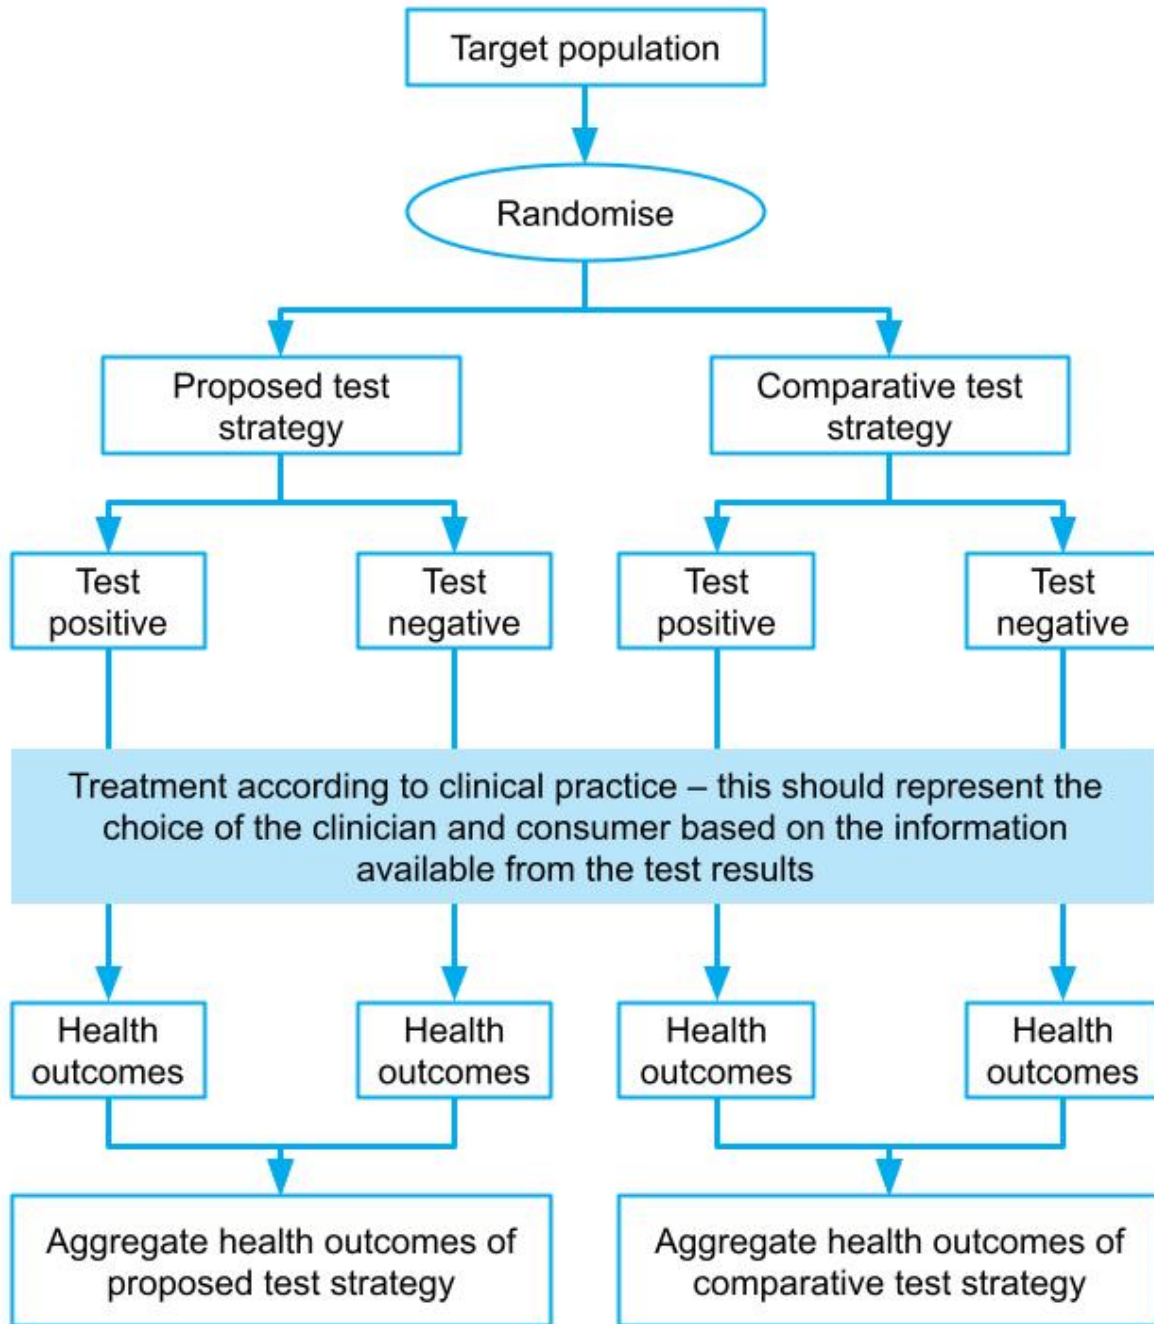 Target population
Randomise
Proposed test
strategy
Comparative test
strategy
Test
positive
Test
negative
Test
positive
Test
negative
Treatment according to clinical practice – this should represent the
choice of the clinician and consumer based on the information
available from the test results
Health
outcomes
Health
outcomes
Health
outcomes
Health
outcomes
Aggregate health outcomes of
proposed test strategy
Aggregate health outcomes of
comparative test strategy